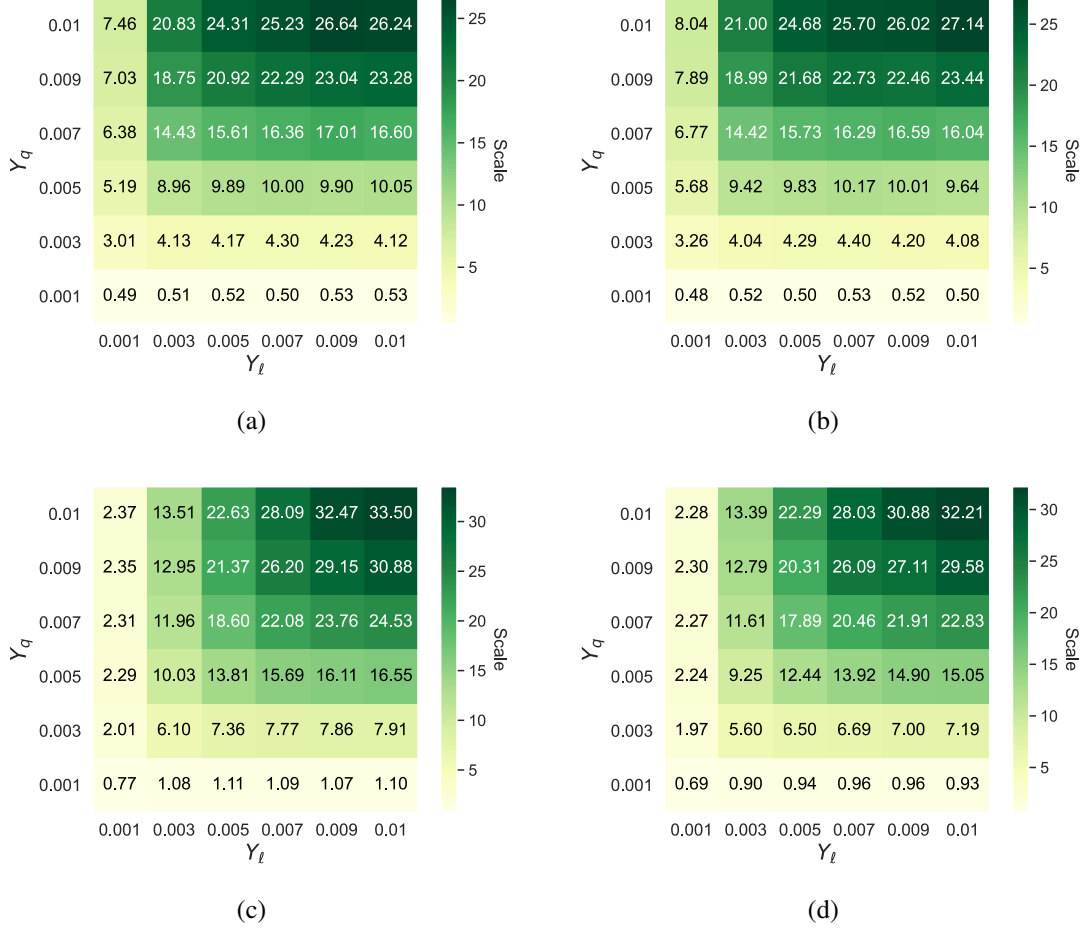 0.01 7.46 20.83 24.31 25.23 26.64 26.24
0.009 7.03 18.75 20.92 22.29 23.04 23.28
0.007 6.38 14.43 15.61 16.36 17.01 16.60
0.005 5.19 8.96 9.89 10.00 9.90 10.05
0.003 3.01 4.13 4.17 4.30 4.23 4.12
0.001 0.49 0.51 0.52 0.50 0.53 0.53
0.001 0.003 0.005 0.007 0.009 0.01
Y_q
Y_ℓ
25
20
15
10
5
Scale
(a)
0.01 8.04 21.00 24.68 25.70 26.02 27.14
0.009 7.89 18.99 21.68 22.73 22.46 23.44
0.007 6.77 14.42 15.73 16.29 16.59 16.04
0.005 5.68 9.42 9.83 10.17 10.01 9.64
0.003 3.26 4.04 4.29 4.40 4.20 4.08
0.001 0.48 0.52 0.50 0.53 0.52 0.50
0.001 0.003 0.005 0.007 0.009 0.01
Y_q
Y_ℓ
25
20
15
10
5
Scale
(b)
0.01 2.37 13.51 22.63 28.09 32.47 33.50
0.009 2.35 12.95 21.37 26.20 29.15 30.88
0.007 2.31 11.96 18.60 22.08 23.76 24.53
0.005 2.29 10.03 13.81 15.69 16.11 16.55
0.003 2.01 6.10 7.36 7.77 7.86 7.91
0.001 0.77 1.08 1.11 1.09 1.07 1.10
0.001 0.003 0.005 0.007 0.009 0.01
Y_q
Y_ℓ
30
25
20
15
10
5
Scale
(c)
0.01 2.28 13.39 22.29 28.03 30.88 32.21
0.009 2.30 12.79 20.31 26.09 27.11 29.58
0.007 2.27 11.61 17.89 20.46 21.91 22.83
0.005 2.24 9.25 12.44 13.92 14.90 15.05
0.003 1.97 5.60 6.50 6.69 7.00 7.19
0.001 0.69 0.90 0.94 0.96 0.96 0.93
0.001 0.003 0.005 0.007 0.009 0.01
Y_q
Y_ℓ
30
25
20
15
10
5
Scale
(d)